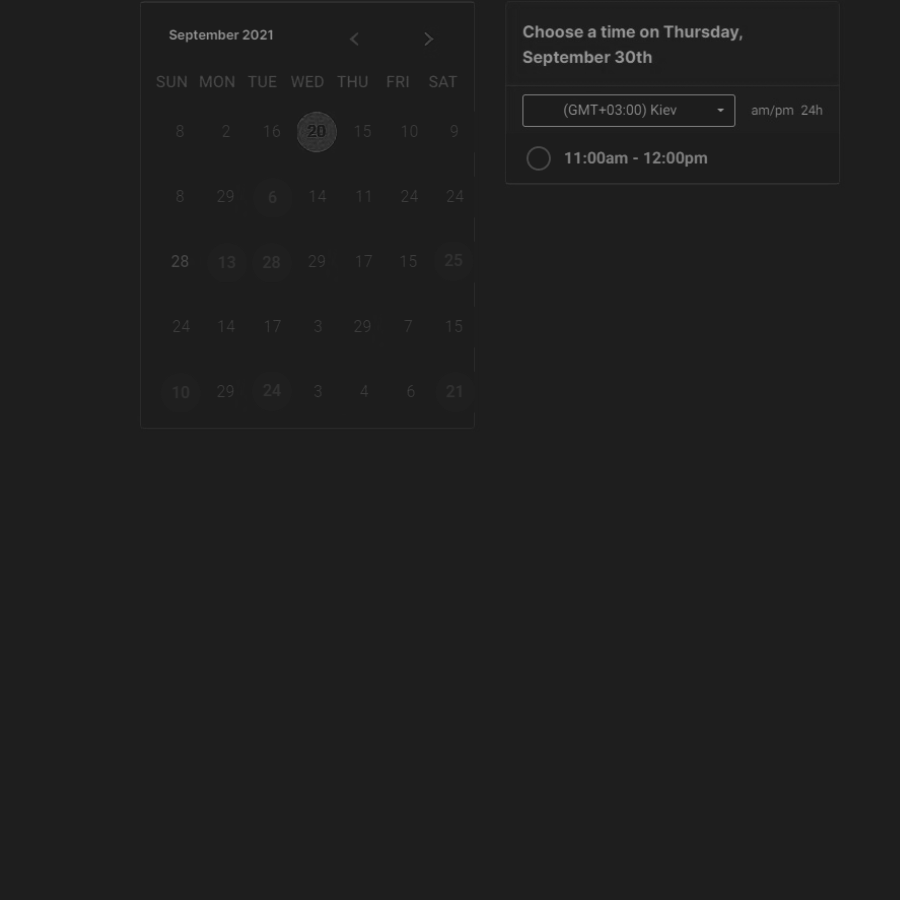 September 2021
SUN MON TUE WED THU FRI SAT
8 2 16 20 15 10 9
8 29 6 14 11 24 24
28 13 28 29 17 15 25
24 14 17 3 29 7 15
10 29 24 3 4 6 21
Choose a time on Thursday,
September 30th
(GMT+03:00) Kiev am/pm 24h
11:00am - 12:00pm